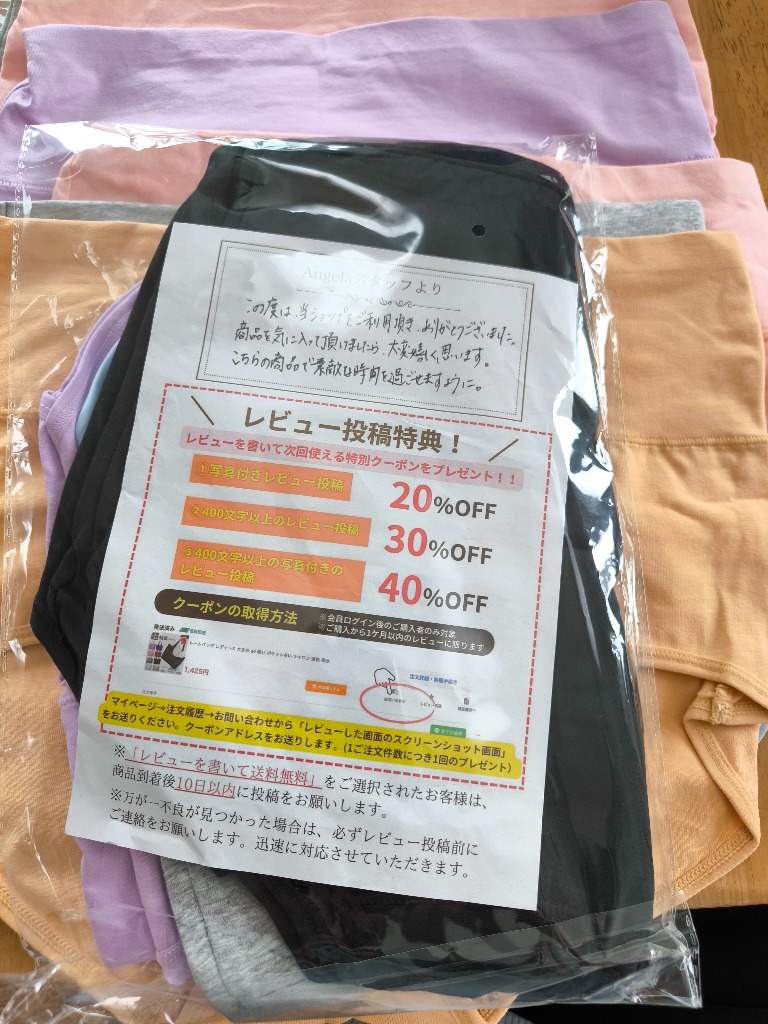 Angelaスタッフより
この度は、当ショップをご利用頂き、ありがとうございました。
商品を気に入って頂けましたら、大変嬉しく思います。
こちらの商品で素敵な時間を過ごせますように。
レビュー投稿特典！
レビューを書いて次回使える特別クーポンをプレゼント！！
①写真付きレビュー投稿
20%OFF
②400文字以上のレビュー投稿
30%OFF
③400文字以上の写真付きの
レビュー投稿
40%OFF
クーポンの取得方法
※会員ログイン後のご購入者のみ対象
※ご購入から1ケ月以内のレビューに限ります
発送済み
1,425円
マイページ→注文履歴→お問い合わせから「レビューした画面のスクリーンショット画面」
をお送りください。クーポンアドレスをお送りします。(1ご注文件数につき1回のプレゼント)
※「レビューを書いて送料無料」をご選択されたお客様は、
商品到着後10日以内に投稿をお願いします。
※万が一不良が見つかった場合は、必ずレビュー投稿前に
ご連絡をお願いします。迅速に対応させていただきます。